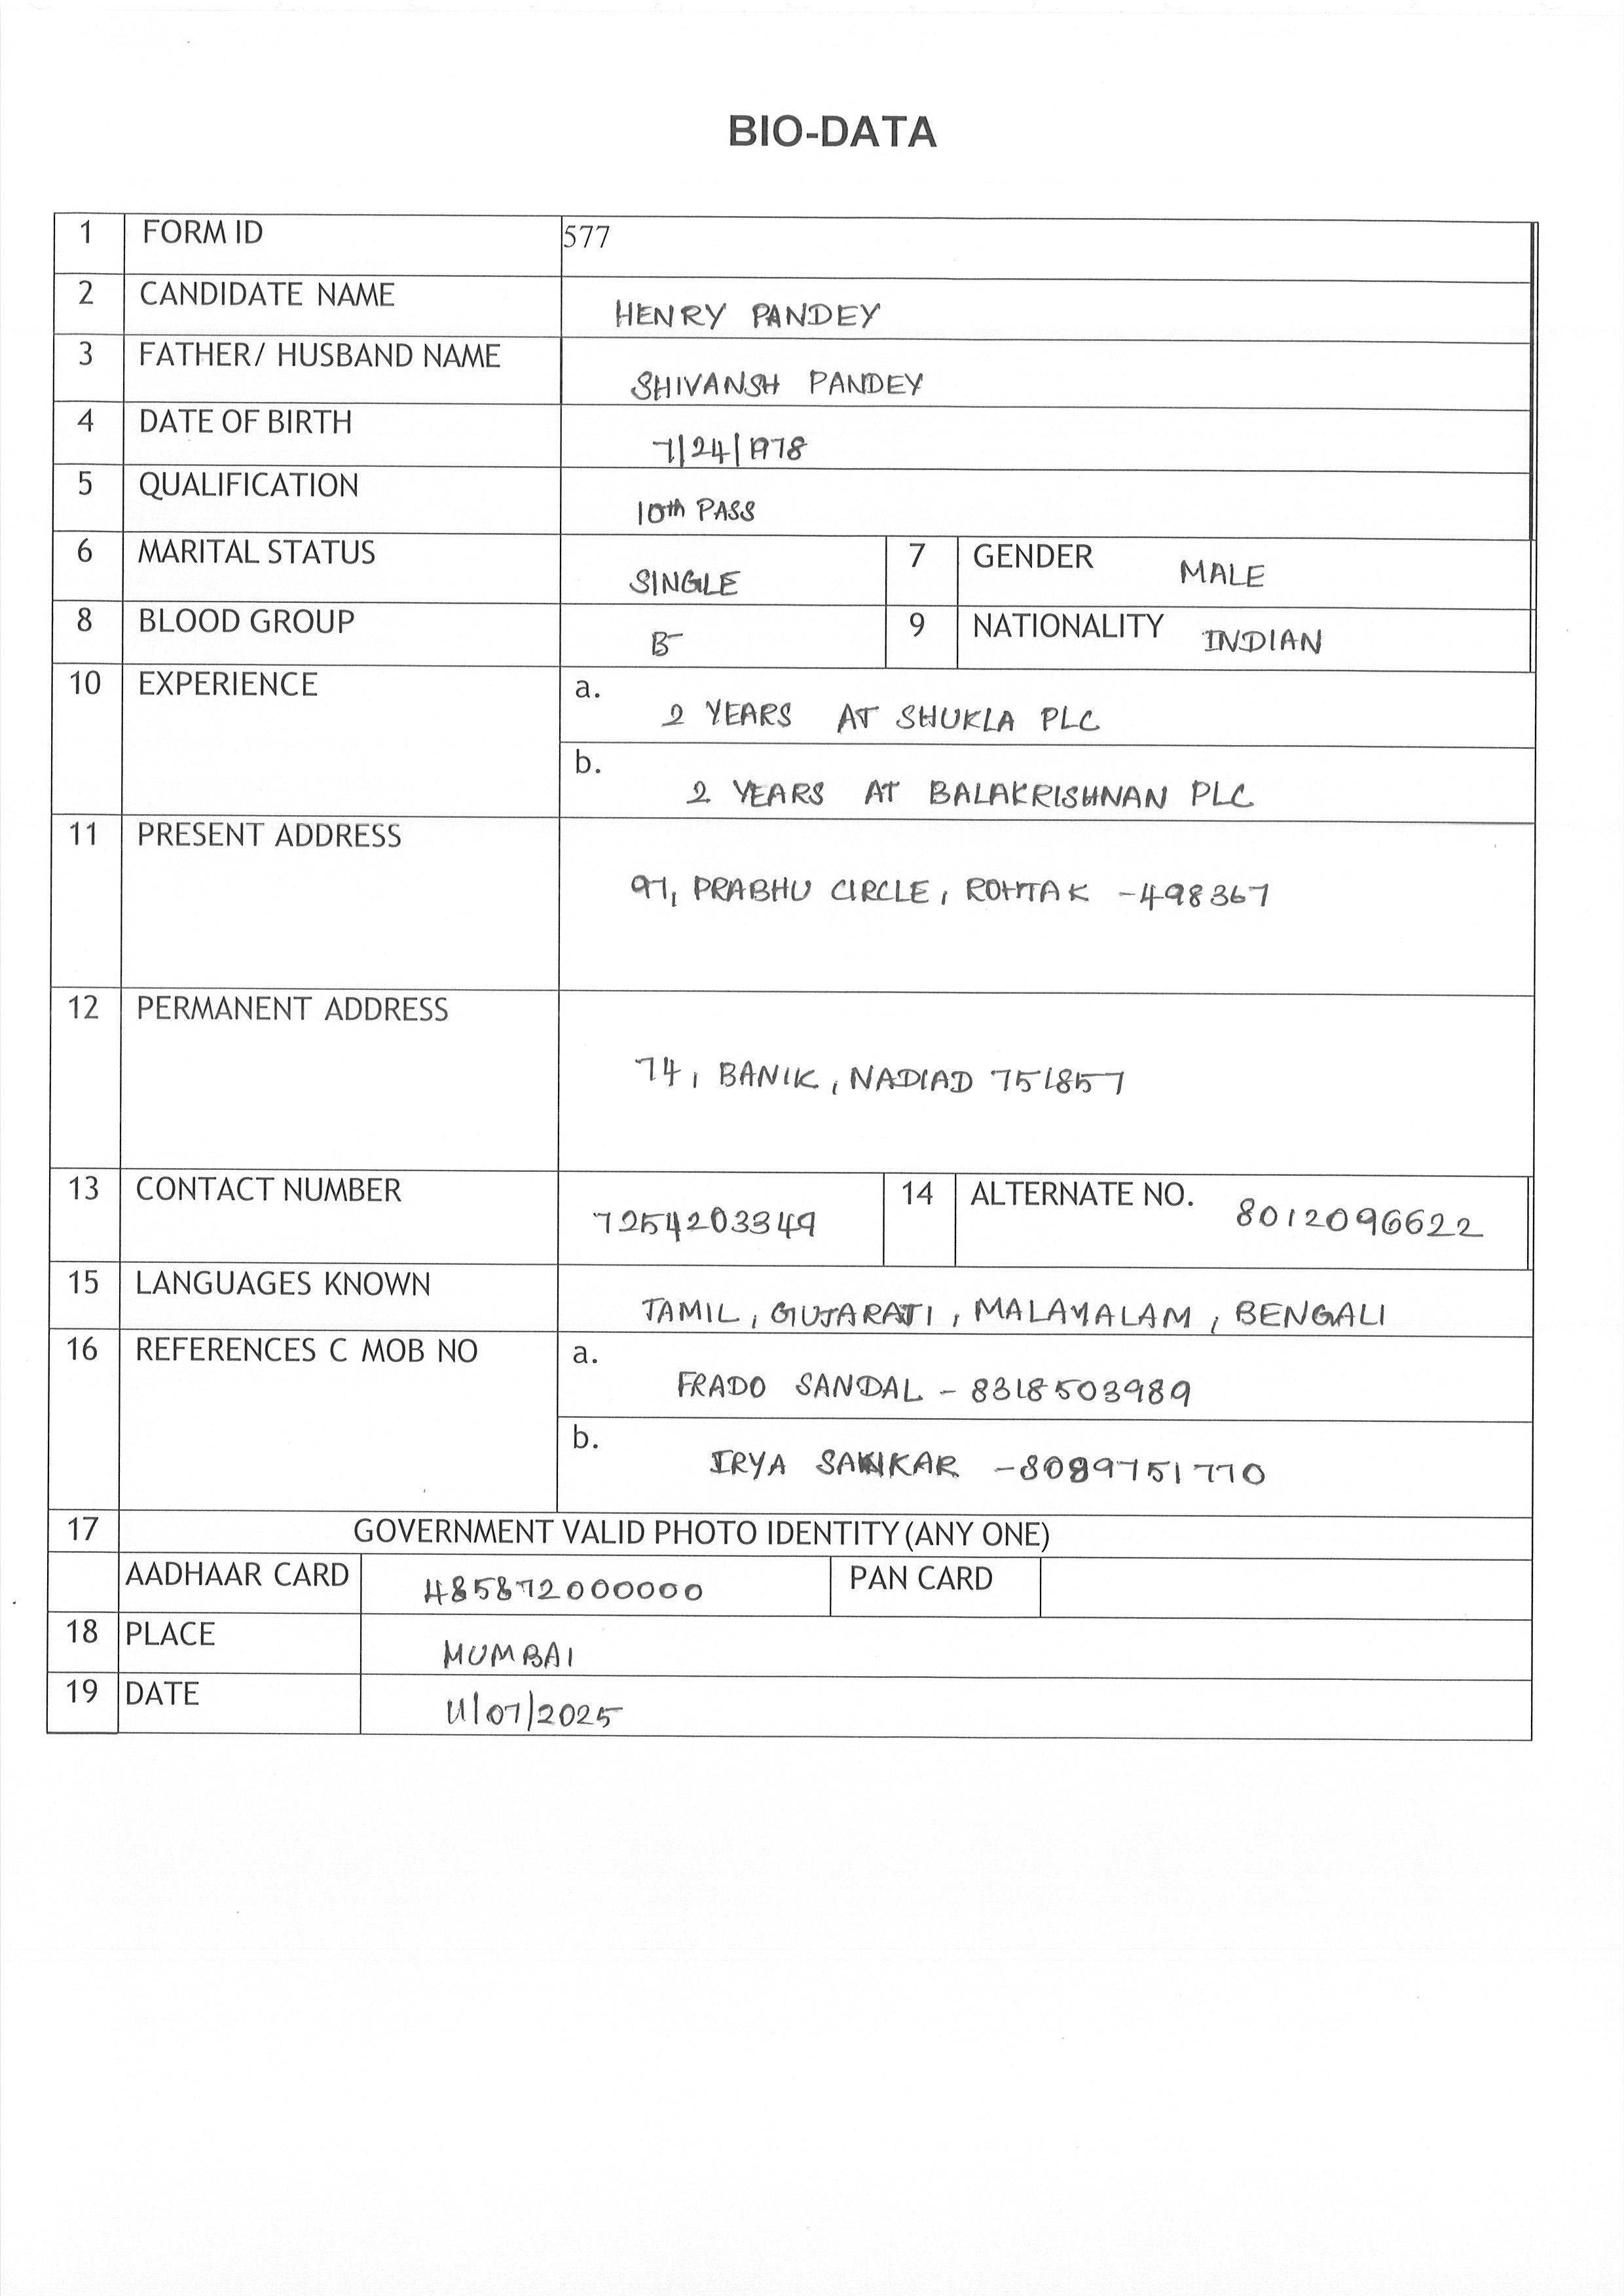 BIO-DATA
1 FORM ID 577
2 CANDIDATE NAME HENRY PANDEY
3 FATHER/ HUSBAND NAME SHIVANSH PANDEY
4 DATE OF BIRTH 7/24/1978
5 QUALIFICATION 10th PASS
6 MARITAL STATUS SINGLE 7 GENDER MALE
8 BLOOD GROUP B- 9 NATIONALITY INDIAN
10 EXPERIENCE a. 2 YEARS AT SHUKLA PLC
b. 2 YEARS AT BALAKRISHNAN PLC
11 PRESENT ADDRESS
97, PRABHU CIRCLE, ROHTAK -498367
12 PERMANENT ADDRESS
74, BANIK, NADIAD 751857
13 CONTACT NUMBER 7254203349 14 ALTERNATE NO. 8012096622
15 LANGUAGES KNOWN TAMIL, GUJARATI, MALAYALAM, BENGALI
16 REFERENCES C MOB NO a. FRADO SANDAL - 8318503989
b. IRYA -8089751770
17 GOVERNMENT VALID PHOTO IDENTITY (ANY ONE)
AADHAAR CARD 485872000000 PAN CARD
18 PLACE MUMBAI
19 DATE 11/07/2025